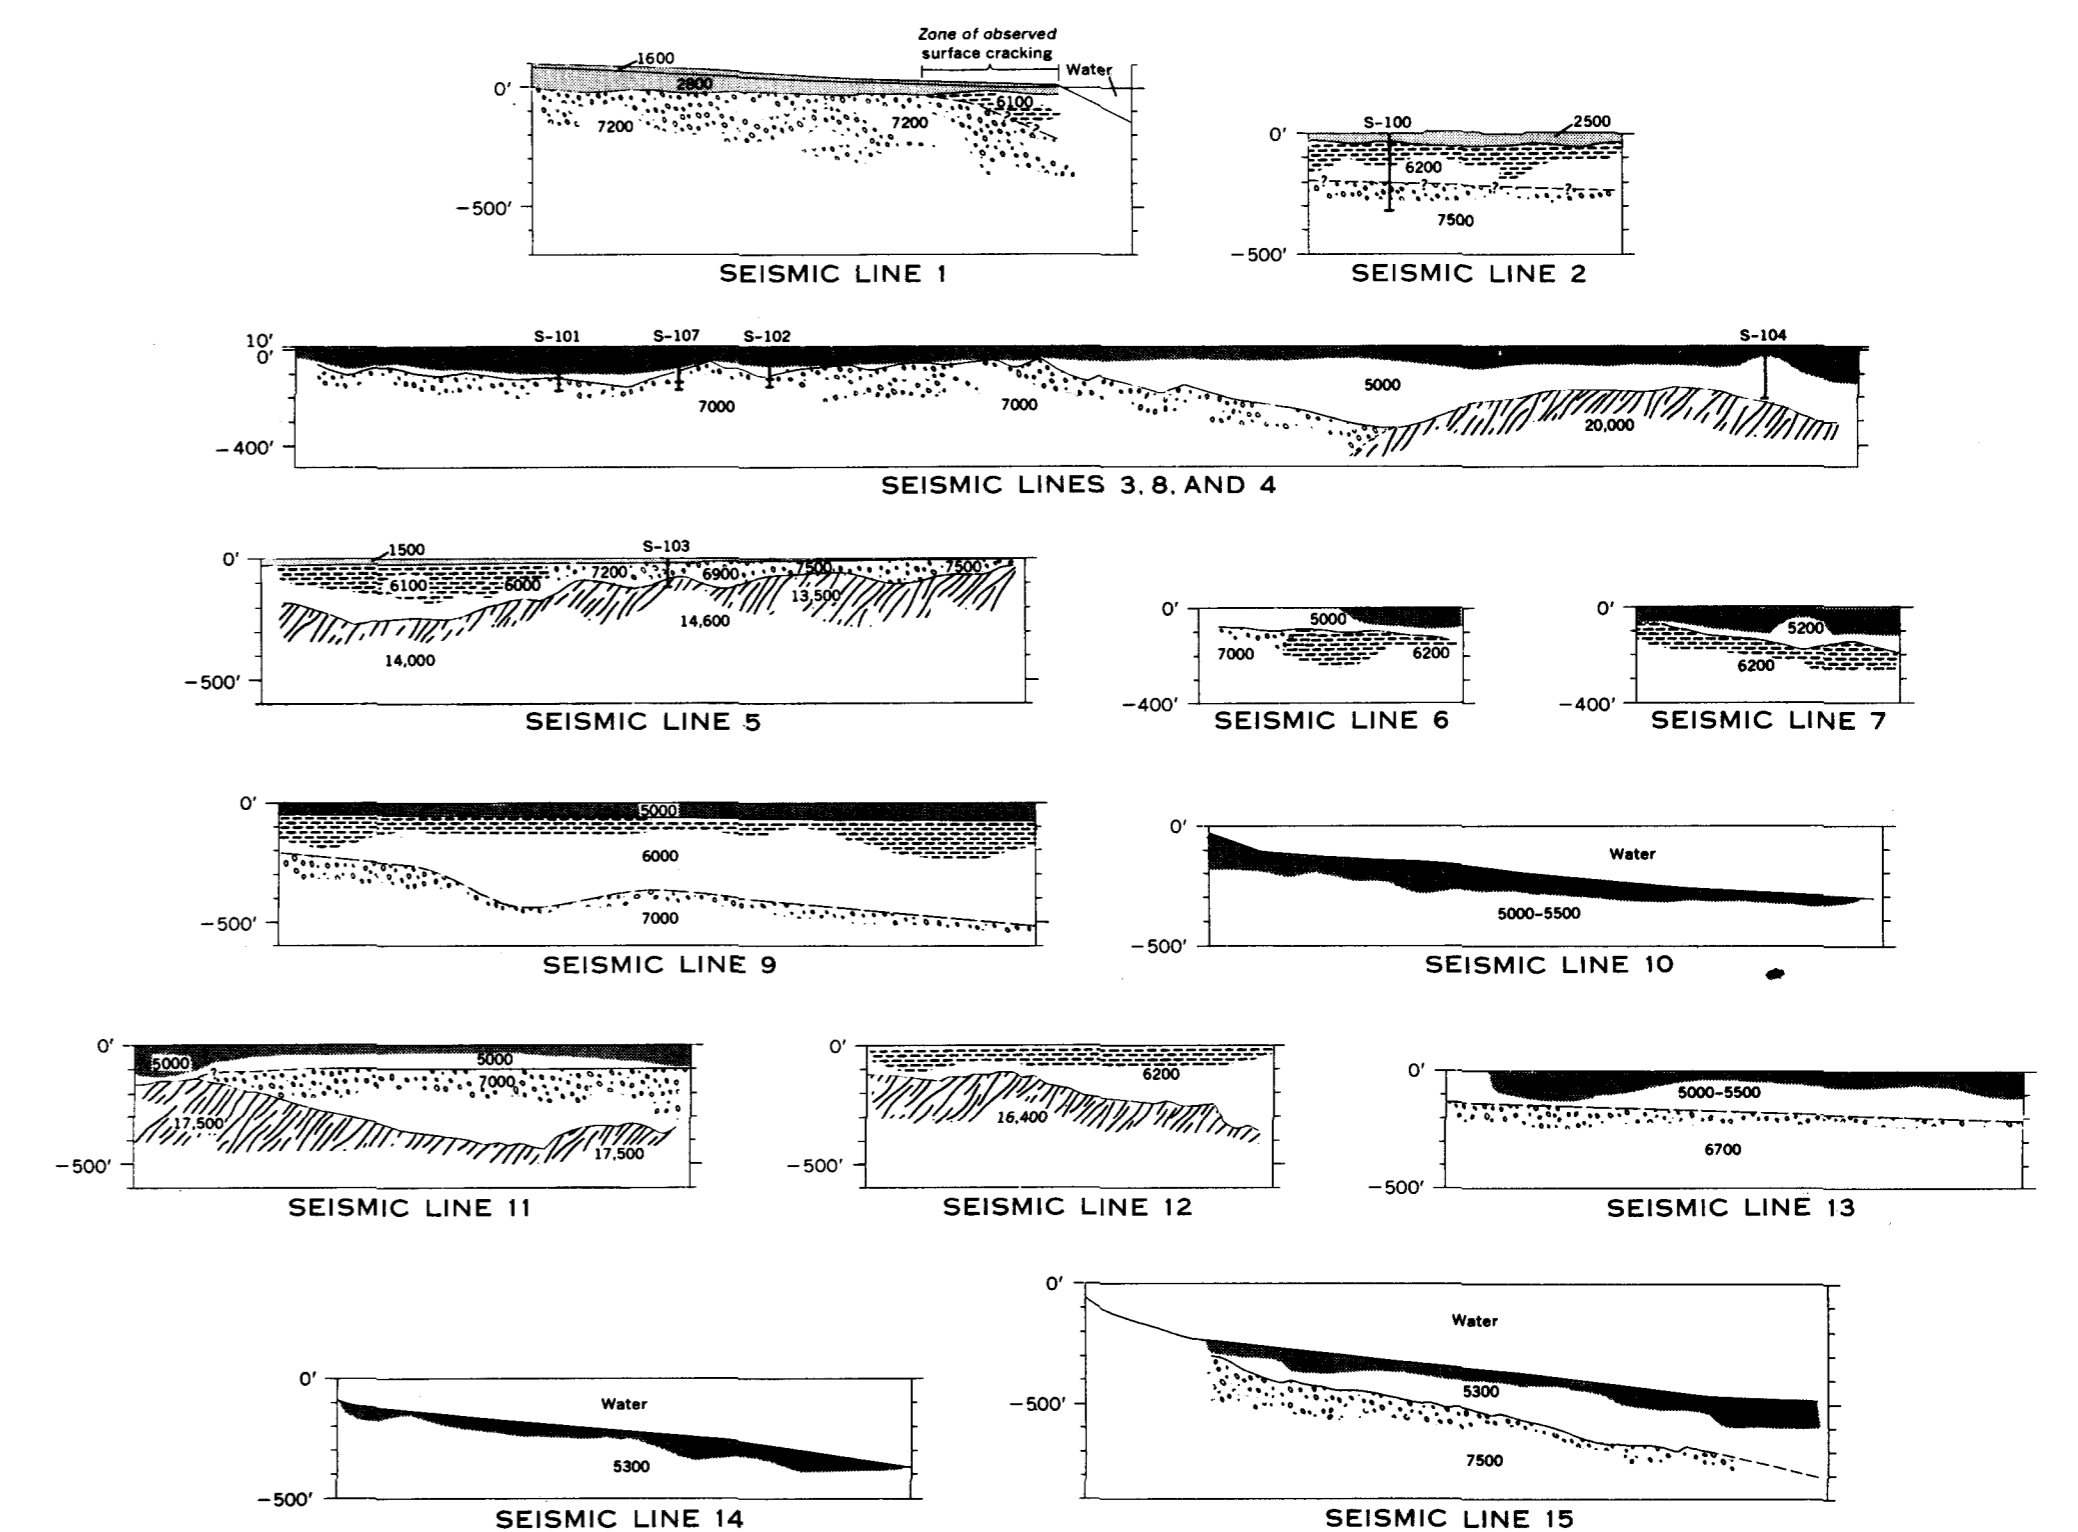 Zone of observed
surface cracking
1600
2800
Water
0'
6100
7200
7200
?
−500'
SEISMIC LINE 1
S-100
2500
0'
6200
? ? ? ?
7500
−500'
SEISMIC LINE 2
S-101
S-107
S-102
S-104
10'
0'
5000
7000
7000
20,000
−400'
SEISMIC LINES 3, 8, AND 4
1500
S-103
0'
7200
6900
7500
7500
6100
6000
13,500
14,600
14,000
−500'
SEISMIC LINE 5
0'
5000
7000
6200
−400'
SEISMIC LINE 6
0'
5200
6200
−400'
SEISMIC LINE 7
0'
5000
6000
7000
−500'
SEISMIC LINE 9
0'
Water
5000–5500
−500'
SEISMIC LINE 10
0'
5000
5000
?
7000
17,500
17,500
−500'
SEISMIC LINE 11
0'
6200
16,400
−500'
SEISMIC LINE 12
0'
5000–5500
6700
−500'
SEISMIC LINE 13
0'
Water
5300
−500'
SEISMIC LINE 14
0'
Water
5300
−500'
7500
SEISMIC LINE 15